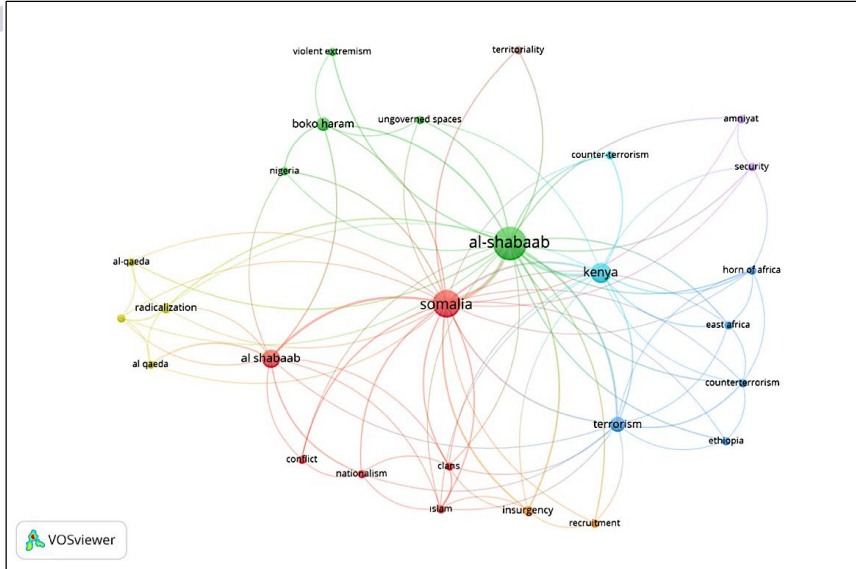 violent extremism
territoriality
boko haram
ungoverned spaces
amniyat
counter-terrorism
security
nigeria
al-shabaab
al-qaeda
kenya
horn of africa
radicalization
somalia
east africa
al shabaab
al qaeda
counterterrorism
terrorism
ethiopia
conflict
nationalism
clans
islam
insurgency
recruitment
VOSviewer